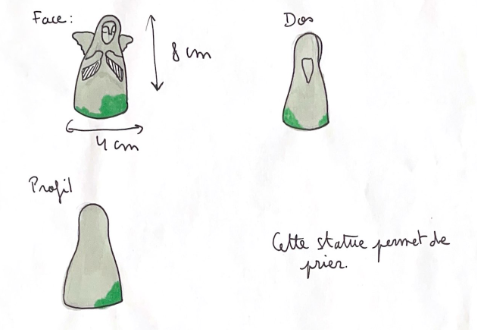 Face:
Dos
8 cm
4 cm
Profil
Cette statue permet de
prier.